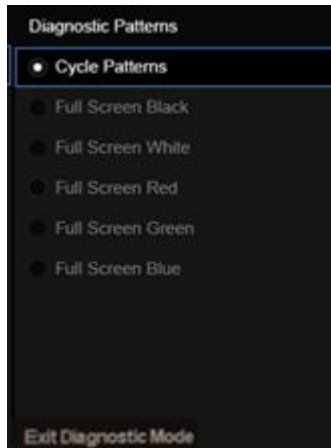 Diagnostic Patterns
Cycle Patterns
Full Screen Black
Full Screen White
Full Screen Red
Full Screen Green
Full Screen Blue
Exit Diagnostic Mode